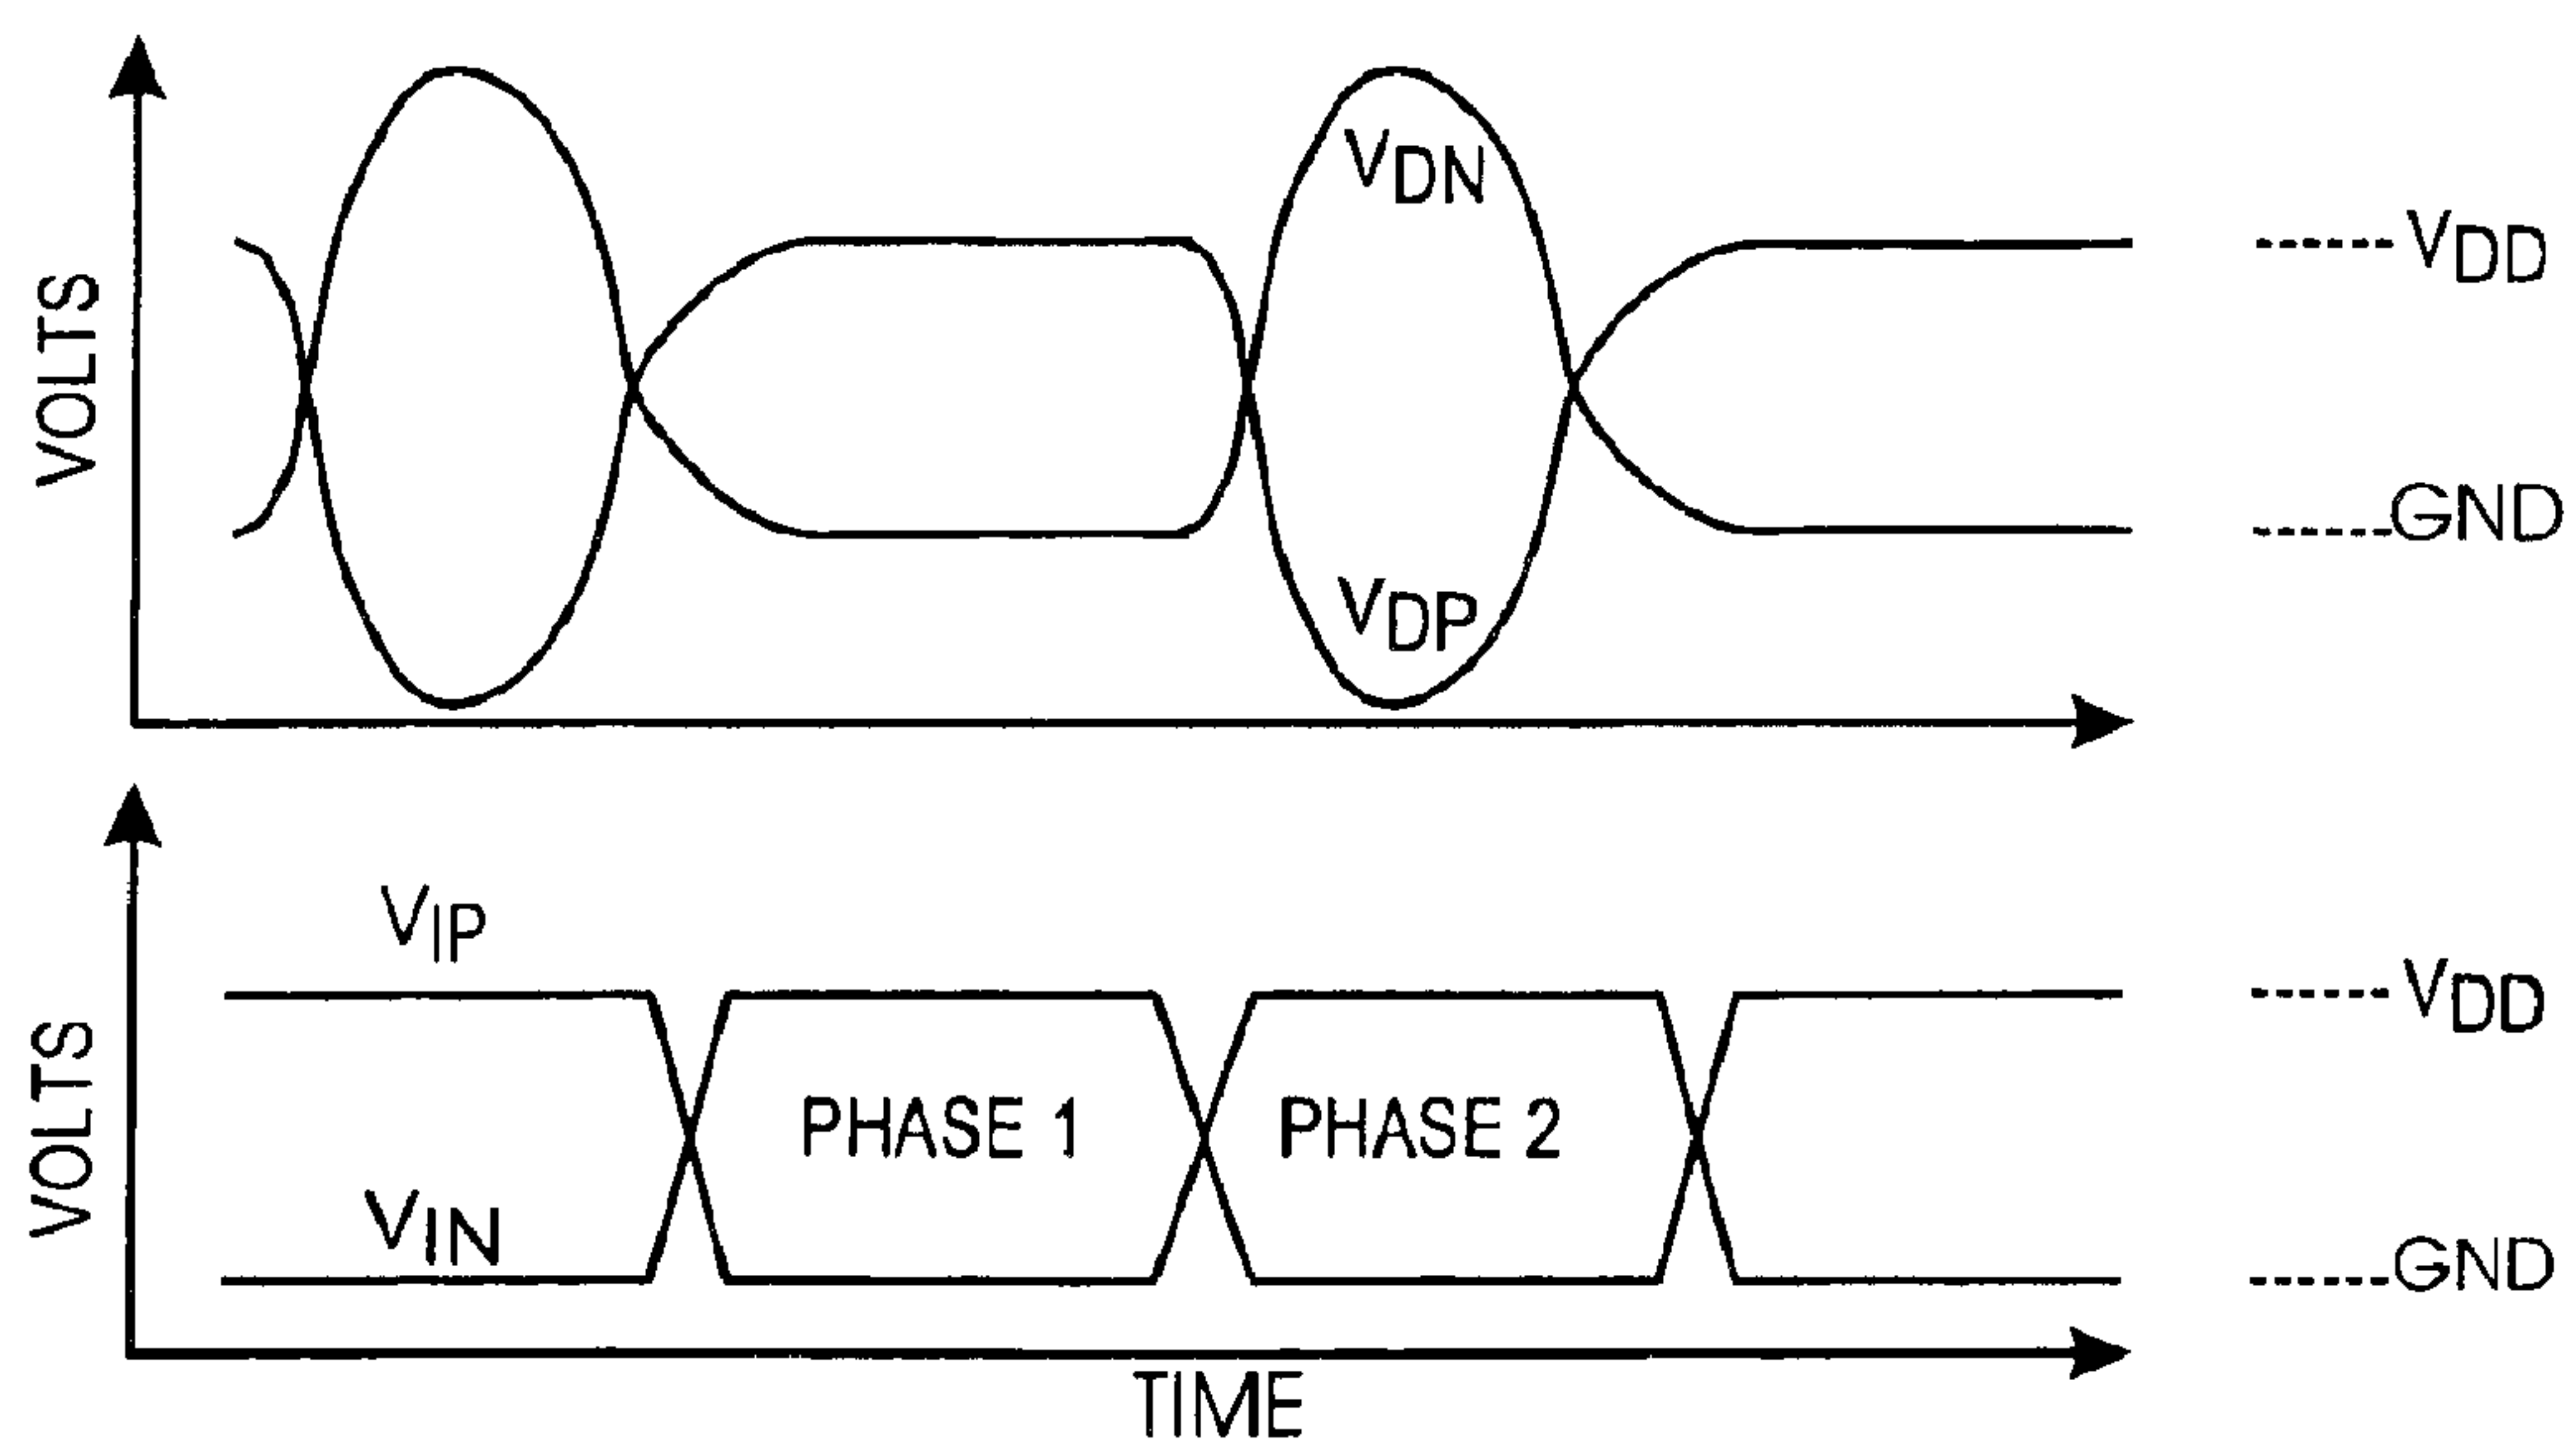 VOLTS
VDN
VDP
VDD
GND
VOLTS
VIP
VIN
PHASE 1
PHASE 2
VDD
GND
TIME